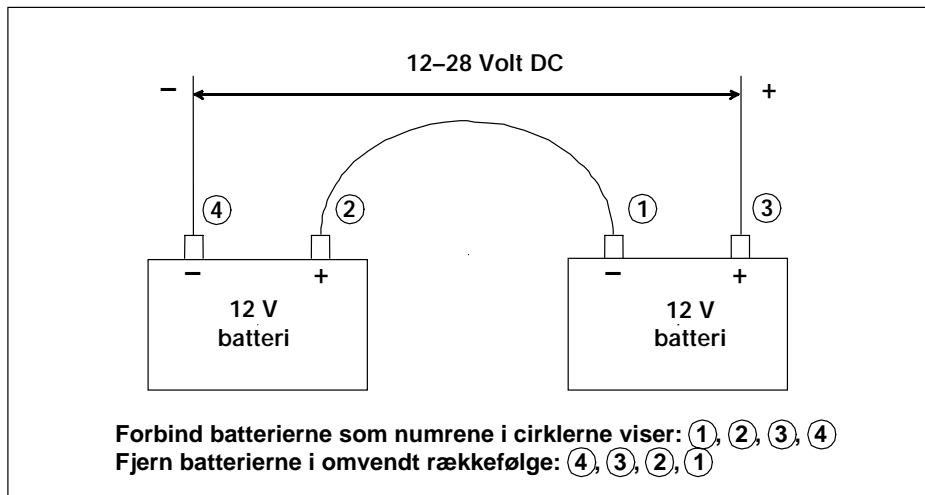 12–28 Volt DC
– +
④ ② ① ③
– + – +
12 V 12 V
batteri batteri
Forbind batterierne som numrene i cirklerne viser: ①, ②, ③, ④
Fjern batterierne i omvendt rækkefølge: ④, ③, ②, ①